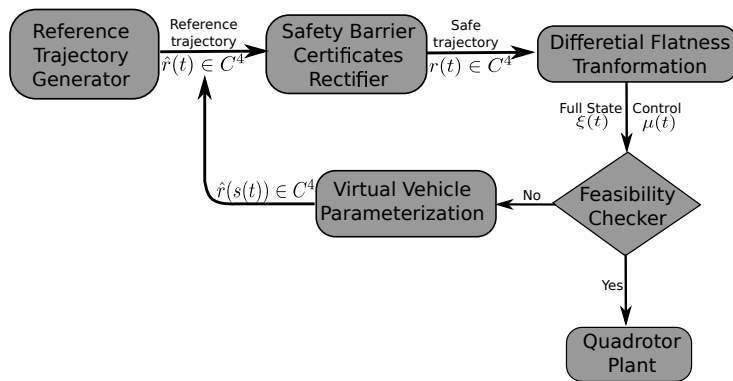 Reference
Trajectory
Generator
Reference
trajectory
r̂(t) ∈ C⁴
Safety Barrier
Certificates
Rectifier
Safe
trajectory
r(t) ∈ C⁴
Differetial Flatness
Tranformation
Full State
ξ(t)
Control
μ(t)
Feasibility
Checker
No
Virtual Vehicle
Parameterization
r̂(s(t)) ∈ C⁴
Yes
Quadrotor
Plant